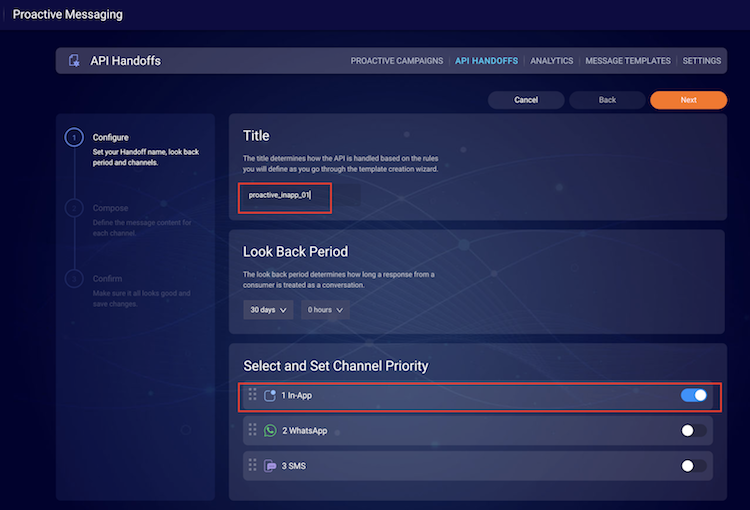 Proactive Messaging
API Handoffs
PROACTIVE CAMPAIGNS
API HANDOFFS
ANALYTICS
MESSAGE TEMPLATES
SETTINGS
Cancel
Back
Next
1
Configure
Set your Handoff name, look back
period and channels.
2
Compose
Define the message content for
each channel.
3
Confirm
Make sure it all looks good and
save changes.
Title
The title determines how the API is handled based on the rules
you will define as you go through the template creation wizard.
proactive_inapp_01
Look Back Period
The look back period determines how long a response from a
consumer is treated as a conversation.
30 days
0 hours
Select and Set Channel Priority
1 In-App
2 WhatsApp
3 SMS